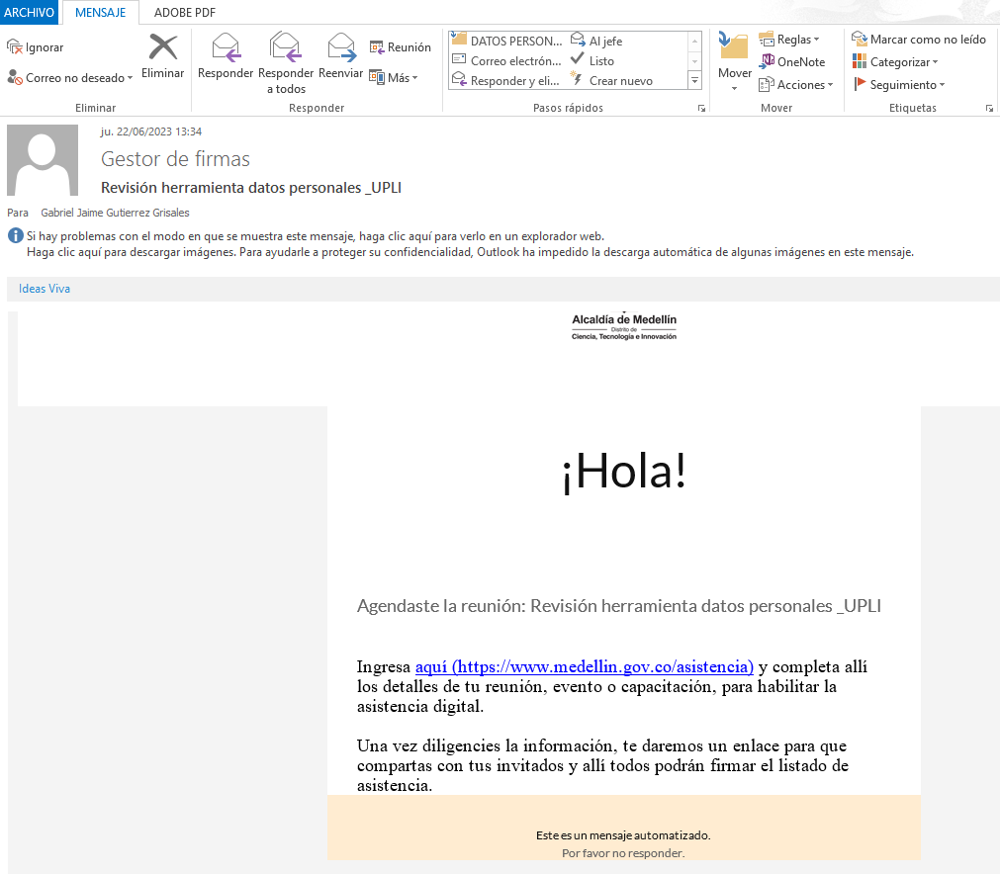 ARCHIVO MENSAJE ADOBE PDF
Ignorar
Correo no deseado
Eliminar
Eliminar
Responder Responder a todos Reenviar
Reunión
Más
Responder
DATOS PERSON... Al jefe
Correo electrón... Listo
Responder y eli... Crear nuevo
Pasos rápidos
Mover
Reglas
OneNote
Acciones
Mover
Marcar como no leído
Categorizar
Seguimiento
Etiquetas
ju. 22/06/2023 13:34
Gestor de firmas
Revisión herramienta datos personales _UPLI
Para Gabriel Jaime Gutierrez Grisales
Si hay problemas con el modo en que se muestra este mensaje, haga clic aquí para verlo en un explorador web.
Haga clic aquí para descargar imágenes. Para ayudarle a proteger su confidencialidad, Outlook ha impedido la descarga automática de algunas imágenes en este mensaje.
Ideas Viva
Alcaldía de Medellín
Distrito de
Ciencia, Tecnología e Innovación
¡Hola!
Agendaste la reunión: Revisión herramienta datos personales _UPLI
Ingresa aquí (https://www.medellin.gov.co/asistencia) y completa allí
los detalles de tu reunión, evento o capacitación, para habilitar la
asistencia digital.
Una vez diligencies la información, te daremos un enlace para que
compartas con tus invitados y allí todos podrán firmar el listado de
asistencia.
Este es un mensaje automatizado.
Por favor no responder.